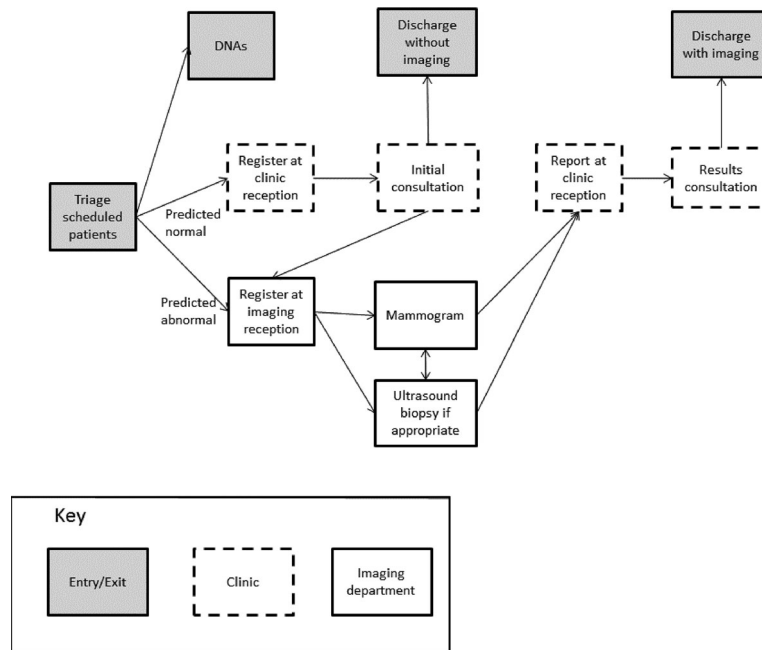 DNAs
Discharge
without
imaging
Discharge
with imaging
Register at
clinic
reception
Initial
consultation
Report at
clinic
reception
Results
consultation
Triage
scheduled
patients
Predicted
normal
Predicted
abnormal
Register at
imaging
reception
Mammogram
Ultrasound
biopsy if
appropriate
Key
Entry/Exit
Clinic
Imaging
department